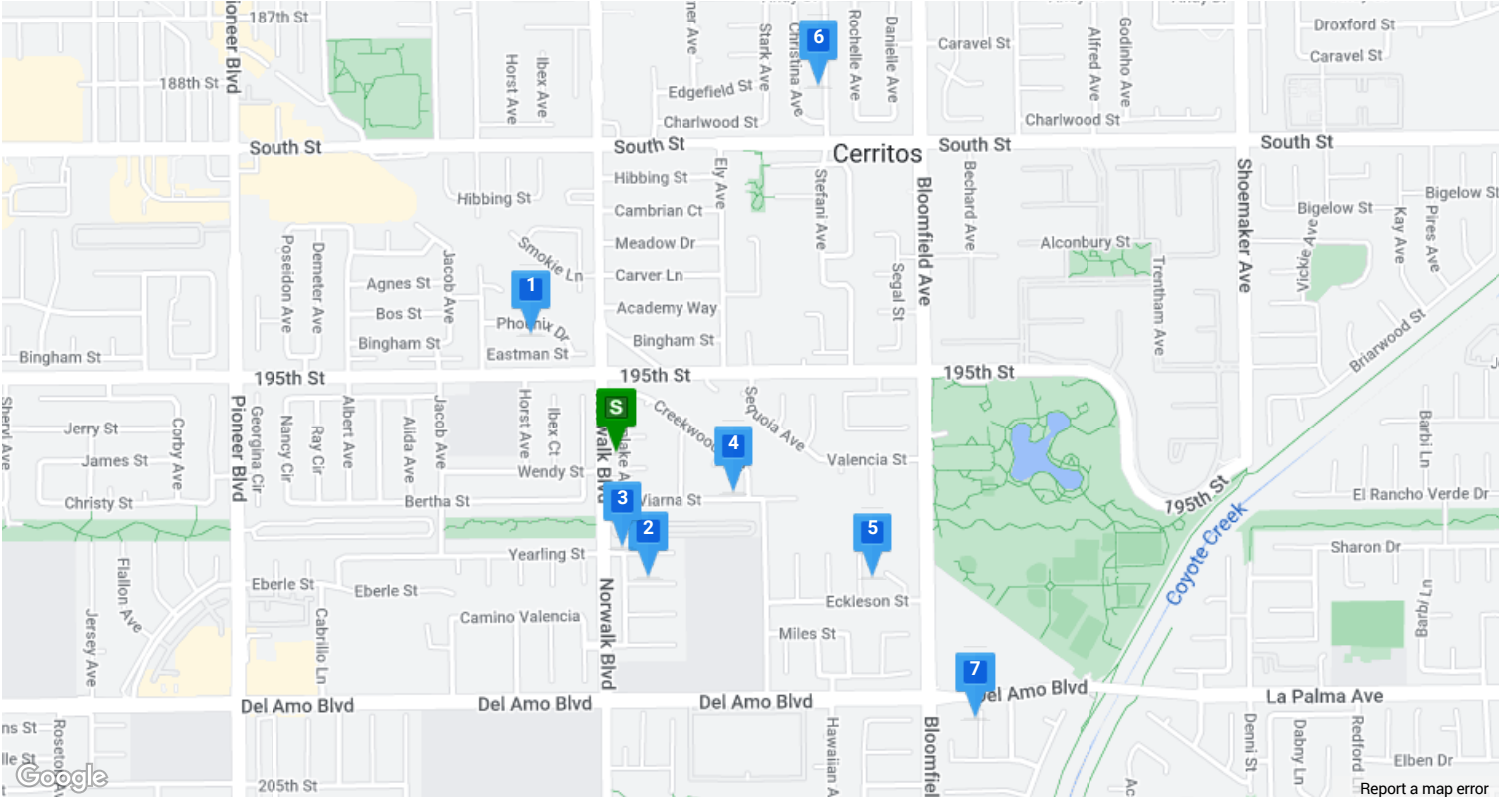 187th St
Pioneer Blvd
188th St
South St
Horst Ave
Ibex Ave
Edgefield St
Charlwood St
Stark Ave
Christina Ave
6
Rochelle Ave
Danielle Ave
Caravel St
Alfred Ave
Godinho Ave
Charlwood St
Droxford St
Caravel St
South St
Cerritos
South St
South St
Hibbing St
Cambrian Ct
Meadow Dr
Carver Ln
Academy Way
Bingham St
Ely Ave
Stefani Ave
Bloomfield Ave
Bechard Ave
Segal St
Alconbury St
Trentham Ave
Shoemaker Ave
Bigelow St
Bigelow St
Vickie Ave
Kay Ave
Pires Ave
Briarwood St
Hibbing St
Smokie Ln
Poseidon Ave
Demeter Ave
Agnes St
Bos St
Bingham St
Jacob Ave
1
Phoenix Dr
Eastman St
Bingham St
195th St
195th St
195th St
Sheryl Ave
Jerry St
James St
Christy St
Corby Ave
Pioneer Blvd
Georgina Cir
Nancy Cir
Ray Cir
Albert Ave
Alida Ave
Jacob Ave
Bertha St
Horst Ave
Ibex Ct
Wendy St
S
Sequoia Ave
4
Valencia St
Viarna St
3
2
5
195th St
Coyote Creek
Barbi Ln
El Rancho Verde Dr
Sharon Dr
Barbi Ln
Yearling St
Flallon Ave
Jersey Ave
Eberle St
Eberle St
Cabrillo Ln
Camino Valencia
Norwalk Blvd
Eckleson St
Miles St
7
Del Amo Blvd
Del Amo Blvd
Del Amo Blvd
Del Amo Blvd
La Palma Ave
205th St
Denni St
Dabny Ln
Elben Dr
Google
Report a map error